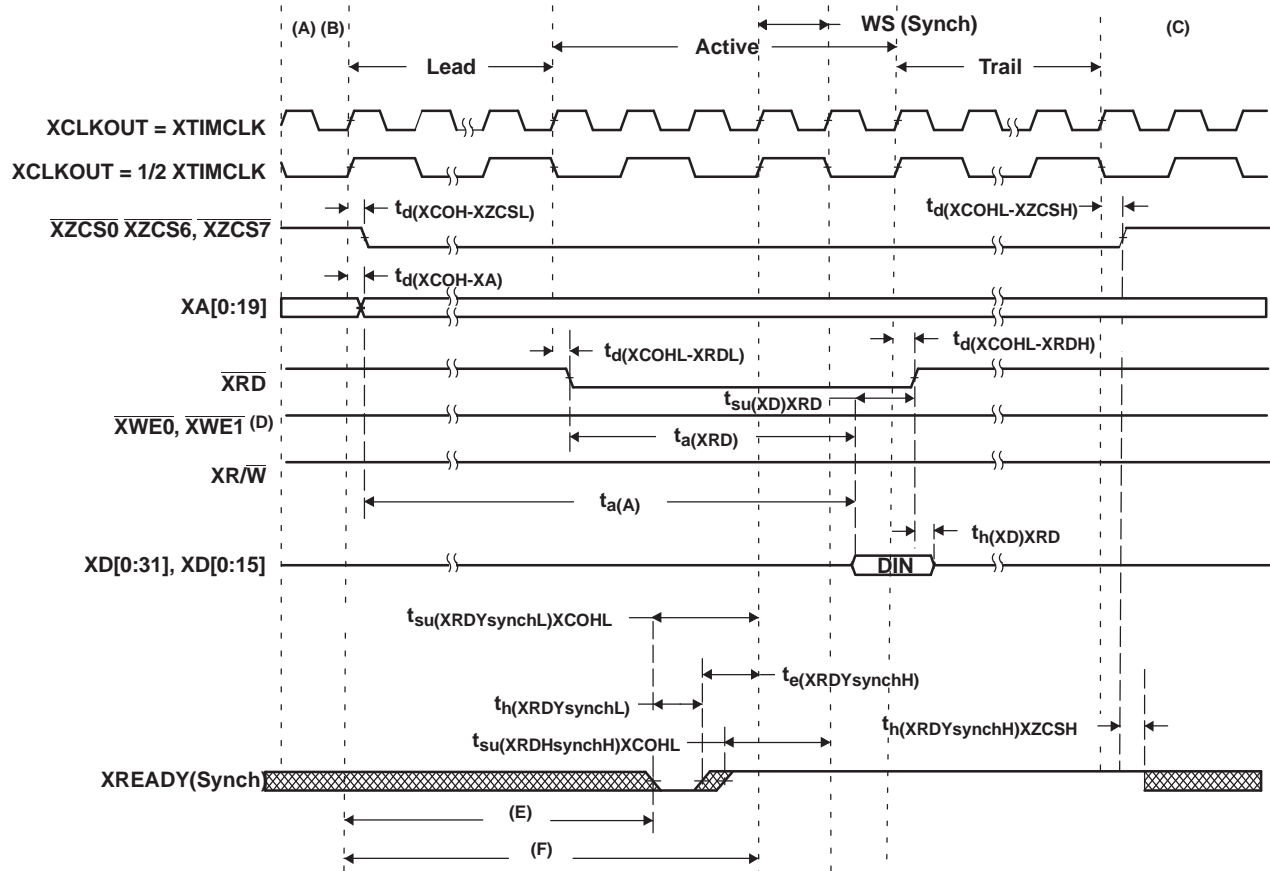 (A) (B)
WS (Synch)
(C)
Active
Lead
Trail
XCLKOUT = XTIMCLK
XCLKOUT = 1/2 XTIMCLK
td(XCOH-XZCSL)
td(XCOHL-XZCSH)
XZCS0 XZCS6, XZCS7
td(XCOH-XA)
XA[0:19]
td(XCOHL-XRDL)
td(XCOHL-XRDH)
XRD
tsu(XD)XRD
XWE0, XWE1 (D)
ta(XRD)
XR/W
ta(A)
th(XD)XRD
XD[0:31], XD[0:15]
DIN
tsu(XRDYsynchL)XCOHL
te(XRDYsynchH)
th(XRDYsynchL)
th(XRDYsynchH)XZCSH
tsu(XRDHsynchH)XCOHL
XREADY(Synch)
(E)
(F)